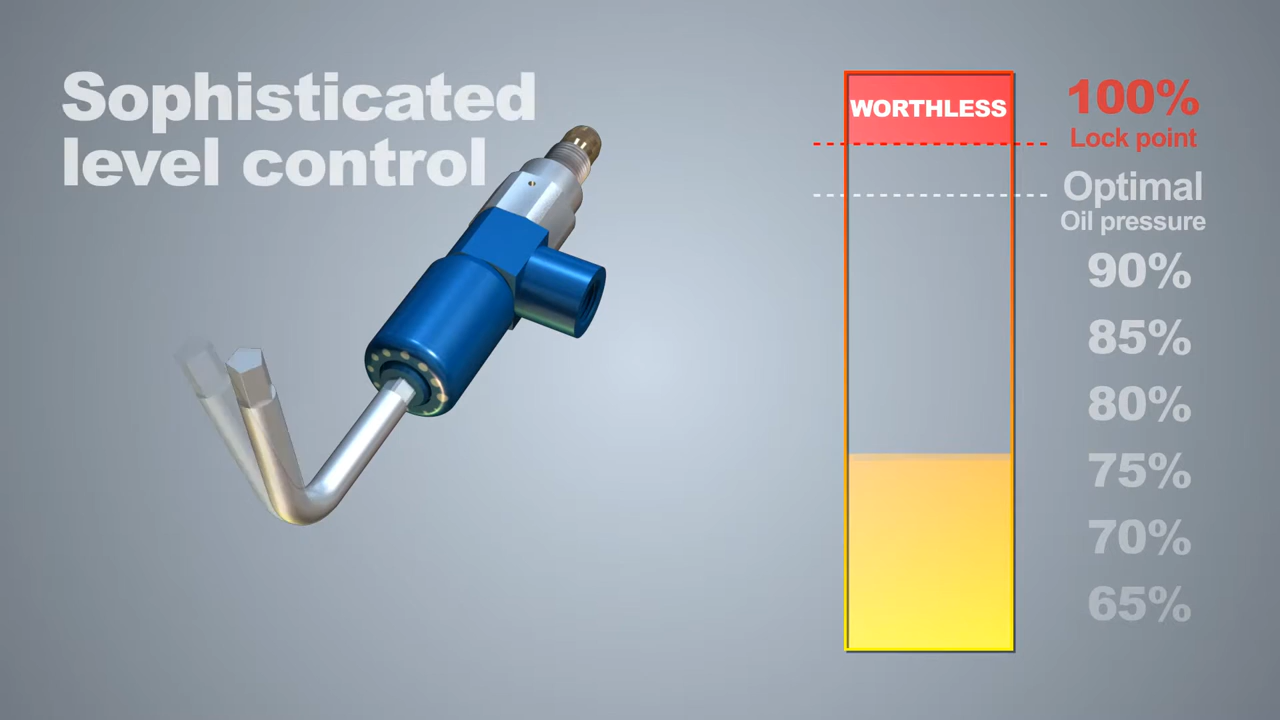 Sophisticated
level control
WORTHLESS
100%
Lock point
Optimal
Oil pressure
90%
85%
80%
75%
70%
65%